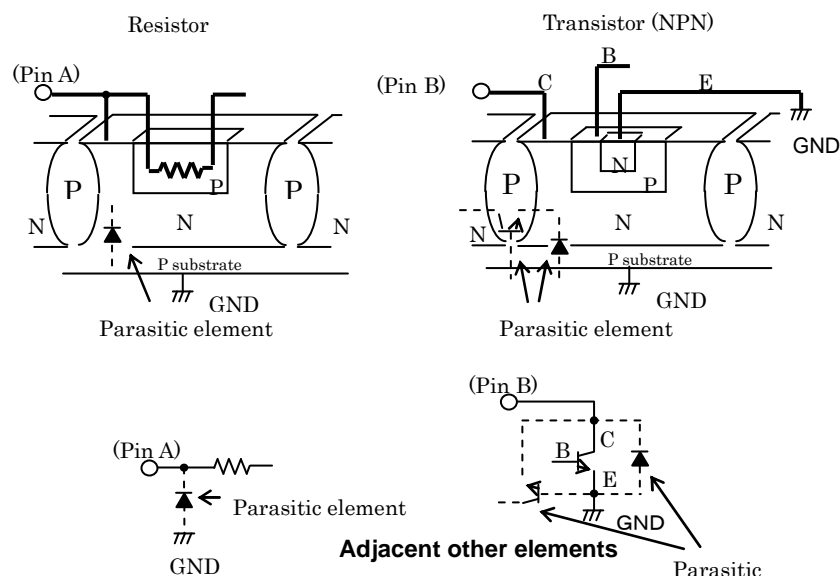 Resistor
Transistor (NPN)
(Pin A)
(Pin B)
C
B
E
GND
P
P
P
N
N
N
P substrate
GND
Parasitic element
P
N
P
P
N
N
N
P substrate
GND
Parasitic element
(Pin A)
Parasitic element
GND
(Pin B)
C
B
E
GND
Adjacent other elements
Parasitic